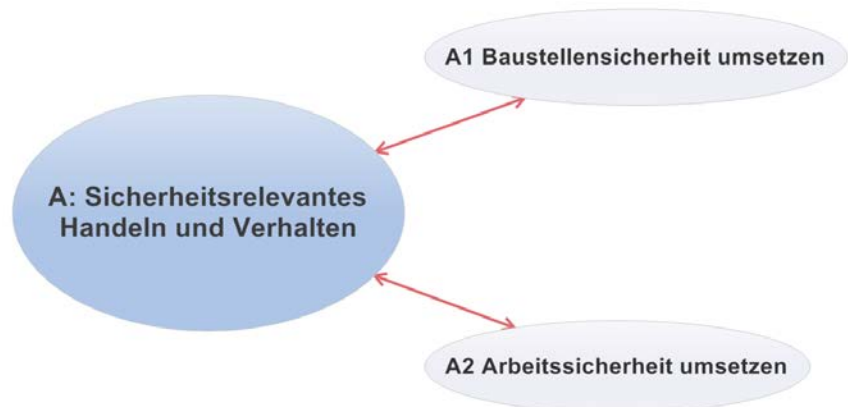 A1 Baustellensicherheit umsetzen
A: Sicherheitsrelevantes
Handeln und Verhalten
A2 Arbeitssicherheit umsetzen